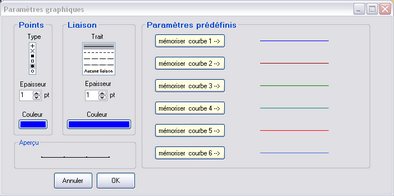 Paramètres graphiques
Points
Liaison
Paramètres prédéfinis
Type
Trait
Aucune liaison
Epaisseur
1 pt
Epaisseur
1 pt
Couleur
Couleur
Aperçu
mémoriser courbe 1 -->
mémoriser courbe 2 -->
mémoriser courbe 3 -->
mémoriser courbe 4 -->
mémoriser courbe 5 -->
mémoriser courbe 6 -->
Annuler
OK